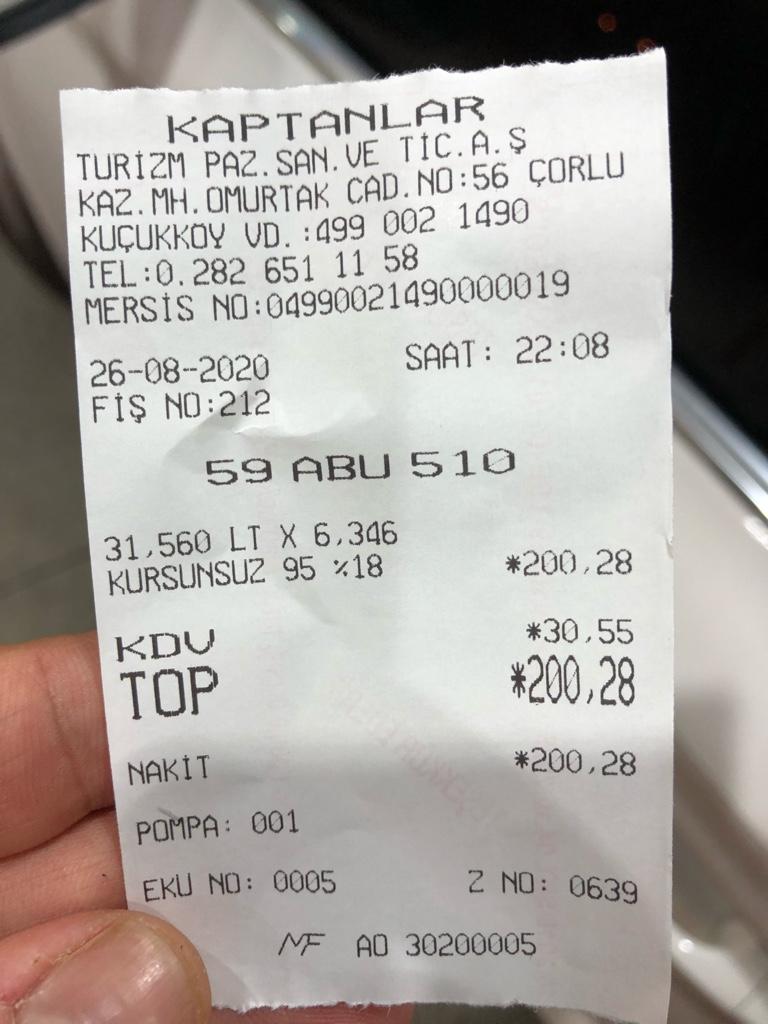 KAPTANLAR
TURİZM PAZ.SAN.VE TİC.A.Ş
KAZ.MH.OMURTAK CAD.NO:56 ÇORLU
KUÇUKKÖY VD.:499 002 1490
TEL:0.282 651 11 58
MERSİS NO:0499002149000019
26-08-2020 SAAT: 22:08
FİŞ NO:212
59 ABU 510
31,560 LT X 6,346
KURSUNSUZ 95 %18 *200,28
KDV *30,55
TOP *200,28
NAKİT *200,28
POMPA: 001
EKU NO: 0005 Z NO: 0639
MF AO 30200005